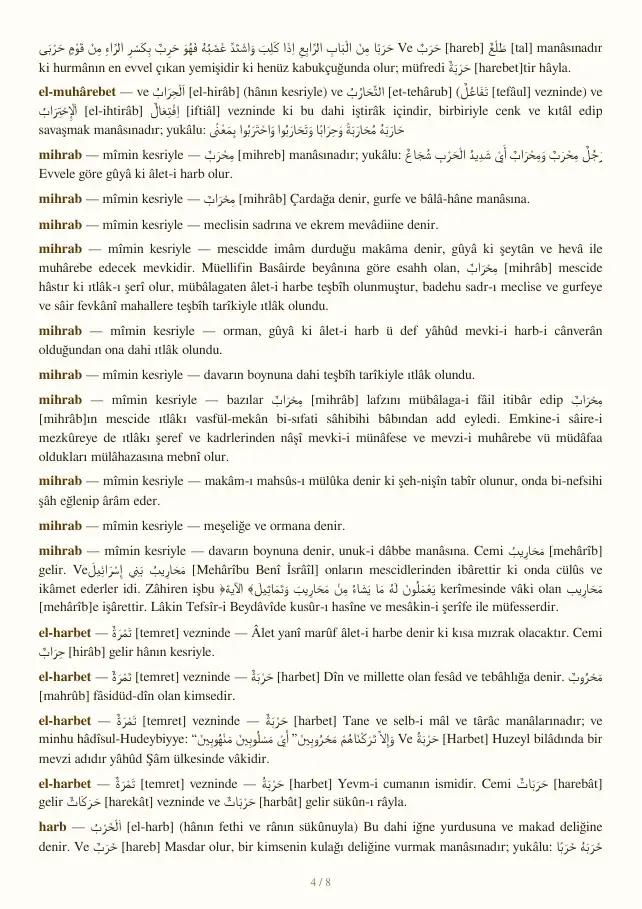 حَرَبًا مِنَ الْبَابِ الرَّابِعِ إِذَا كَلِبَ وَاشْتَدَّ غَضَبُهُ فَهُوَ حَرِبٌ بِكَسْرِ الرَّاءِ مِنْ قَوْمٍ حَرْبَى Ve حَرَبٌ [hareb] طَلْعٌ [tal] manâsınadır
ki hurmânın en evvel çıkan yemişidir ki henüz kabukçuğunda olur; müfredi حَرَبَةٌ [harebet]tir hâyla.
el-muhârebet — ve اَلْحِرَابُ [el-hirâb] (hânın kesriyle) ve التَّحَارُبُ [et-tehârub] (تَفَاعُلٌ [tefâul] vezninde) ve
اَلْإِحْتِرَابُ [el-ihtirâb] اِفْتِعَالٌ [iftiâl] vezninde ki bu dahi iştirâk içindir, birbiriyle cenk ve kıtâl edip
savaşmak manâsınadır; yukâlu: حَارَبَهُ مُحَارَبَةً وَحِرَابًا وَتَحَارَبُوا وَاحْتَرَبُوا بِمَعْنًى
mihrab — mîmin kesriyle — مِحْرَبٌ [mihreb] manâsınadır; yukâlu: رَجُلٌ مِحْرَبٌ وَمِحْرَابٌ أَيْ شَدِيدُ الْحَرْبِ شُجَاعٌ
Evvele göre gûyâ ki âlet-i harb olur.
mihrab — mîmin kesriyle — مِحْرَابٌ [mihrâb] Çardağa denir, gurfe ve bâlâ-hâne manâsına.
mihrab — mîmin kesriyle — meclisin sadrına ve ekrem mevâdiine denir.
mihrab — mîmin kesriyle — mescidde imâm durduğu makâma denir, gûyâ ki şeytân ve hevâ ile
muhârebe edecek mevkidir. Müellifin Basâirde beyânına göre esahh olan, مِحْرَابٌ [mihrâb] mescide
hâstır ki ıtlâk-ı şerî olur, mübâlagaten âlet-i harbe teşbîh olunmuştur, badehu sadr-ı meclise ve gurfeye
ve sâir fevkânî mahallere teşbîh tarîkiyle ıtlâk olundu.
mihrab — mîmin kesriyle — orman, gûyâ ki âlet-i harb ü def yâhûd mevki-i harb-i cânverân
olduğundan ona dahi ıtlâk olundu.
mihrab — mîmin kesriyle — davarın boynuna dahi teşbîh tarîkiyle ıtlâk olundu.
mihrab — mîmin kesriyle — bazılar مِحْرَابٌ [mihrâb] lafzını mübâlaga-i fâil itibâr edip مِحْرَابٌ
[mihrâb]ın mescide ıtlâkı vasfül-mekân bi-sıfati sâhibihi bâbından add eyledi. Emkine-i sâire-i
mezkûreye de ıtlâkı şeref ve kadrlerinden nâşî mevki-i münâfese ve mevzi-i muhârebe vü müdâfaa
oldukları mülâhazasına mebnî olur.
mihrab — mîmin kesriyle — makâm-ı mahsûs-ı mülûka denir ki şeh-nişîn tabîr olunur, onda bi-nefsihi
şâh eğlenip ârâm eder.
mihrab — mîmin kesriyle — meşeliğe ve ormana denir.
mihrab — mîmin kesriyle — davarın boynuna denir, unuk-i dâbbe manâsına. Cemi مَحَارِيبُ [mehârîb]
gelir. Ve مَحَارِيبُ بَنِي إِسْرَائِيلَ [Mehârîbu Benî İsrâîl] onların mescidlerinden ibârettir ki onda cülûs ve
ikâmet ederler idi. Zâhiren işbu ﴿يَعْمَلُونَ لَهُ مَا يَشَاءُ مِنْ مَحَارِيبَ وَتَمَاثِيلَ﴾ الآية kerîmesinde vâki olan مَحَارِيب
[mehârîb]e işârettir. Lâkin Tefsîr-i Beydâvîde kusûr-ı hasîne ve mesâkin-i şerîfe ile müfesserdir.
el-harbet — تَمْرَةٌ [temret] vezninde — Âlet yanî marûf âlet-i harbe denir ki kısa mızrak olacaktır. Cemi
حِرَابٌ [hirâb] gelir hânın kesriyle.
el-harbet — تَمْرَةٌ [temret] vezninde — حَرْبَةٌ [harbet] Dîn ve millette olan fesâd ve tebâhlığa denir. مَحْرُوبٌ
[mahrûb] fâsidüd-dîn olan kimsedir.
el-harbet — تَمْرَةٌ [temret] vezninde — حَرْبَةٌ [harbet] Tane ve selb-i mâl ve târâc manâlarınadır; ve
minhu hâdîsul-Hudeybiyye: “وَإِلاَّ تَرَكْنَاهُمْ مَحْرُوبِينَ” أَيْ مَسْلُوبِينَ مَنْهُوبِينَ Ve حَرْبَةُ [Harbet] Huzeyl bilâdında bir
mevzi adıdır yâhûd Şâm ülkesinde vâkidir.
el-harbet — تَمْرَةٌ [temret] vezninde — حَرْبَةُ [harbet] Yevm-i cumanın ismidir. Cemi حَرَبَاتٌ [harebât]
gelir حَرَكَاتٌ [harekât] vezninde ve حَرْبَاتٌ [harbât] gelir sükûn-ı râyla.
harb — اَلْخَرْبُ [el-harb] (hânın fethi ve rânın sükûnuyla) Bu dahi iğne yurdusuna ve makad deliğine
denir. Ve خَرْبٌ [hareb] Masdar olur, bir kimsenin kulağı deliğine vurmak manâsınadır; yukâlu: خَرَبَهُ خَرْبًا
4 / 8